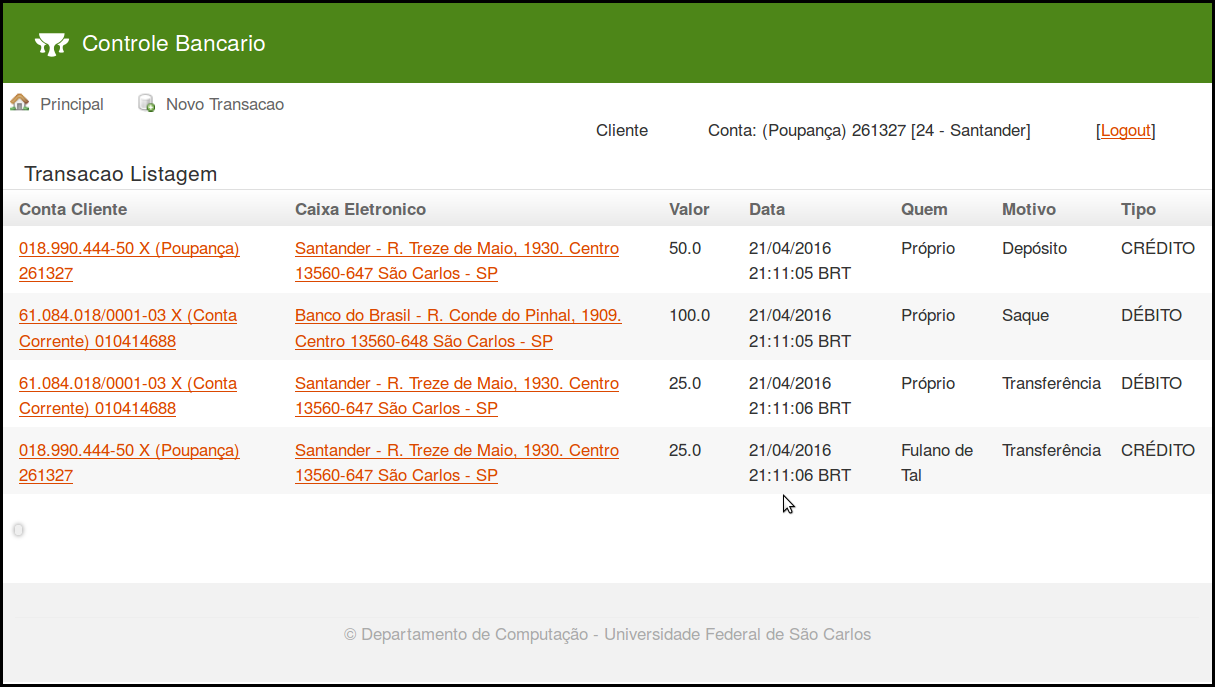 Controle Bancario
Principal Novo Transacao
Cliente Conta: (Poupança) 261327 [24 - Santander] [Logout]
Transacao Listagem
Conta Cliente Caixa Eletronico Valor Data Quem Motivo Tipo
018.990.444-50 X (Poupança) Santander - R. Treze de Maio, 1930. Centro 50.0 21/04/2016 Próprio Depósito CRÉDITO
261327 13560-647 São Carlos - SP 21:11:05 BRT
61.084.018/0001-03 X (Conta Banco do Brasil - R. Conde do Pinhal, 1909. 100.0 21/04/2016 Próprio Saque DÉBITO
Corrente) 010414688 Centro 13560-648 São Carlos - SP 21:11:05 BRT
61.084.018/0001-03 X (Conta Santander - R. Treze de Maio, 1930. Centro 25.0 21/04/2016 Próprio Transferência DÉBITO
Corrente) 010414688 13560-647 São Carlos - SP 21:11:06 BRT
018.990.444-50 X (Poupança) Santander - R. Treze de Maio, 1930. Centro 25.0 21/04/2016 Fulano de Transferência CRÉDITO
261327 13560-647 São Carlos - SP 21:11:06 BRT Tal
© Departamento de Computação - Universidade Federal de São Carlos